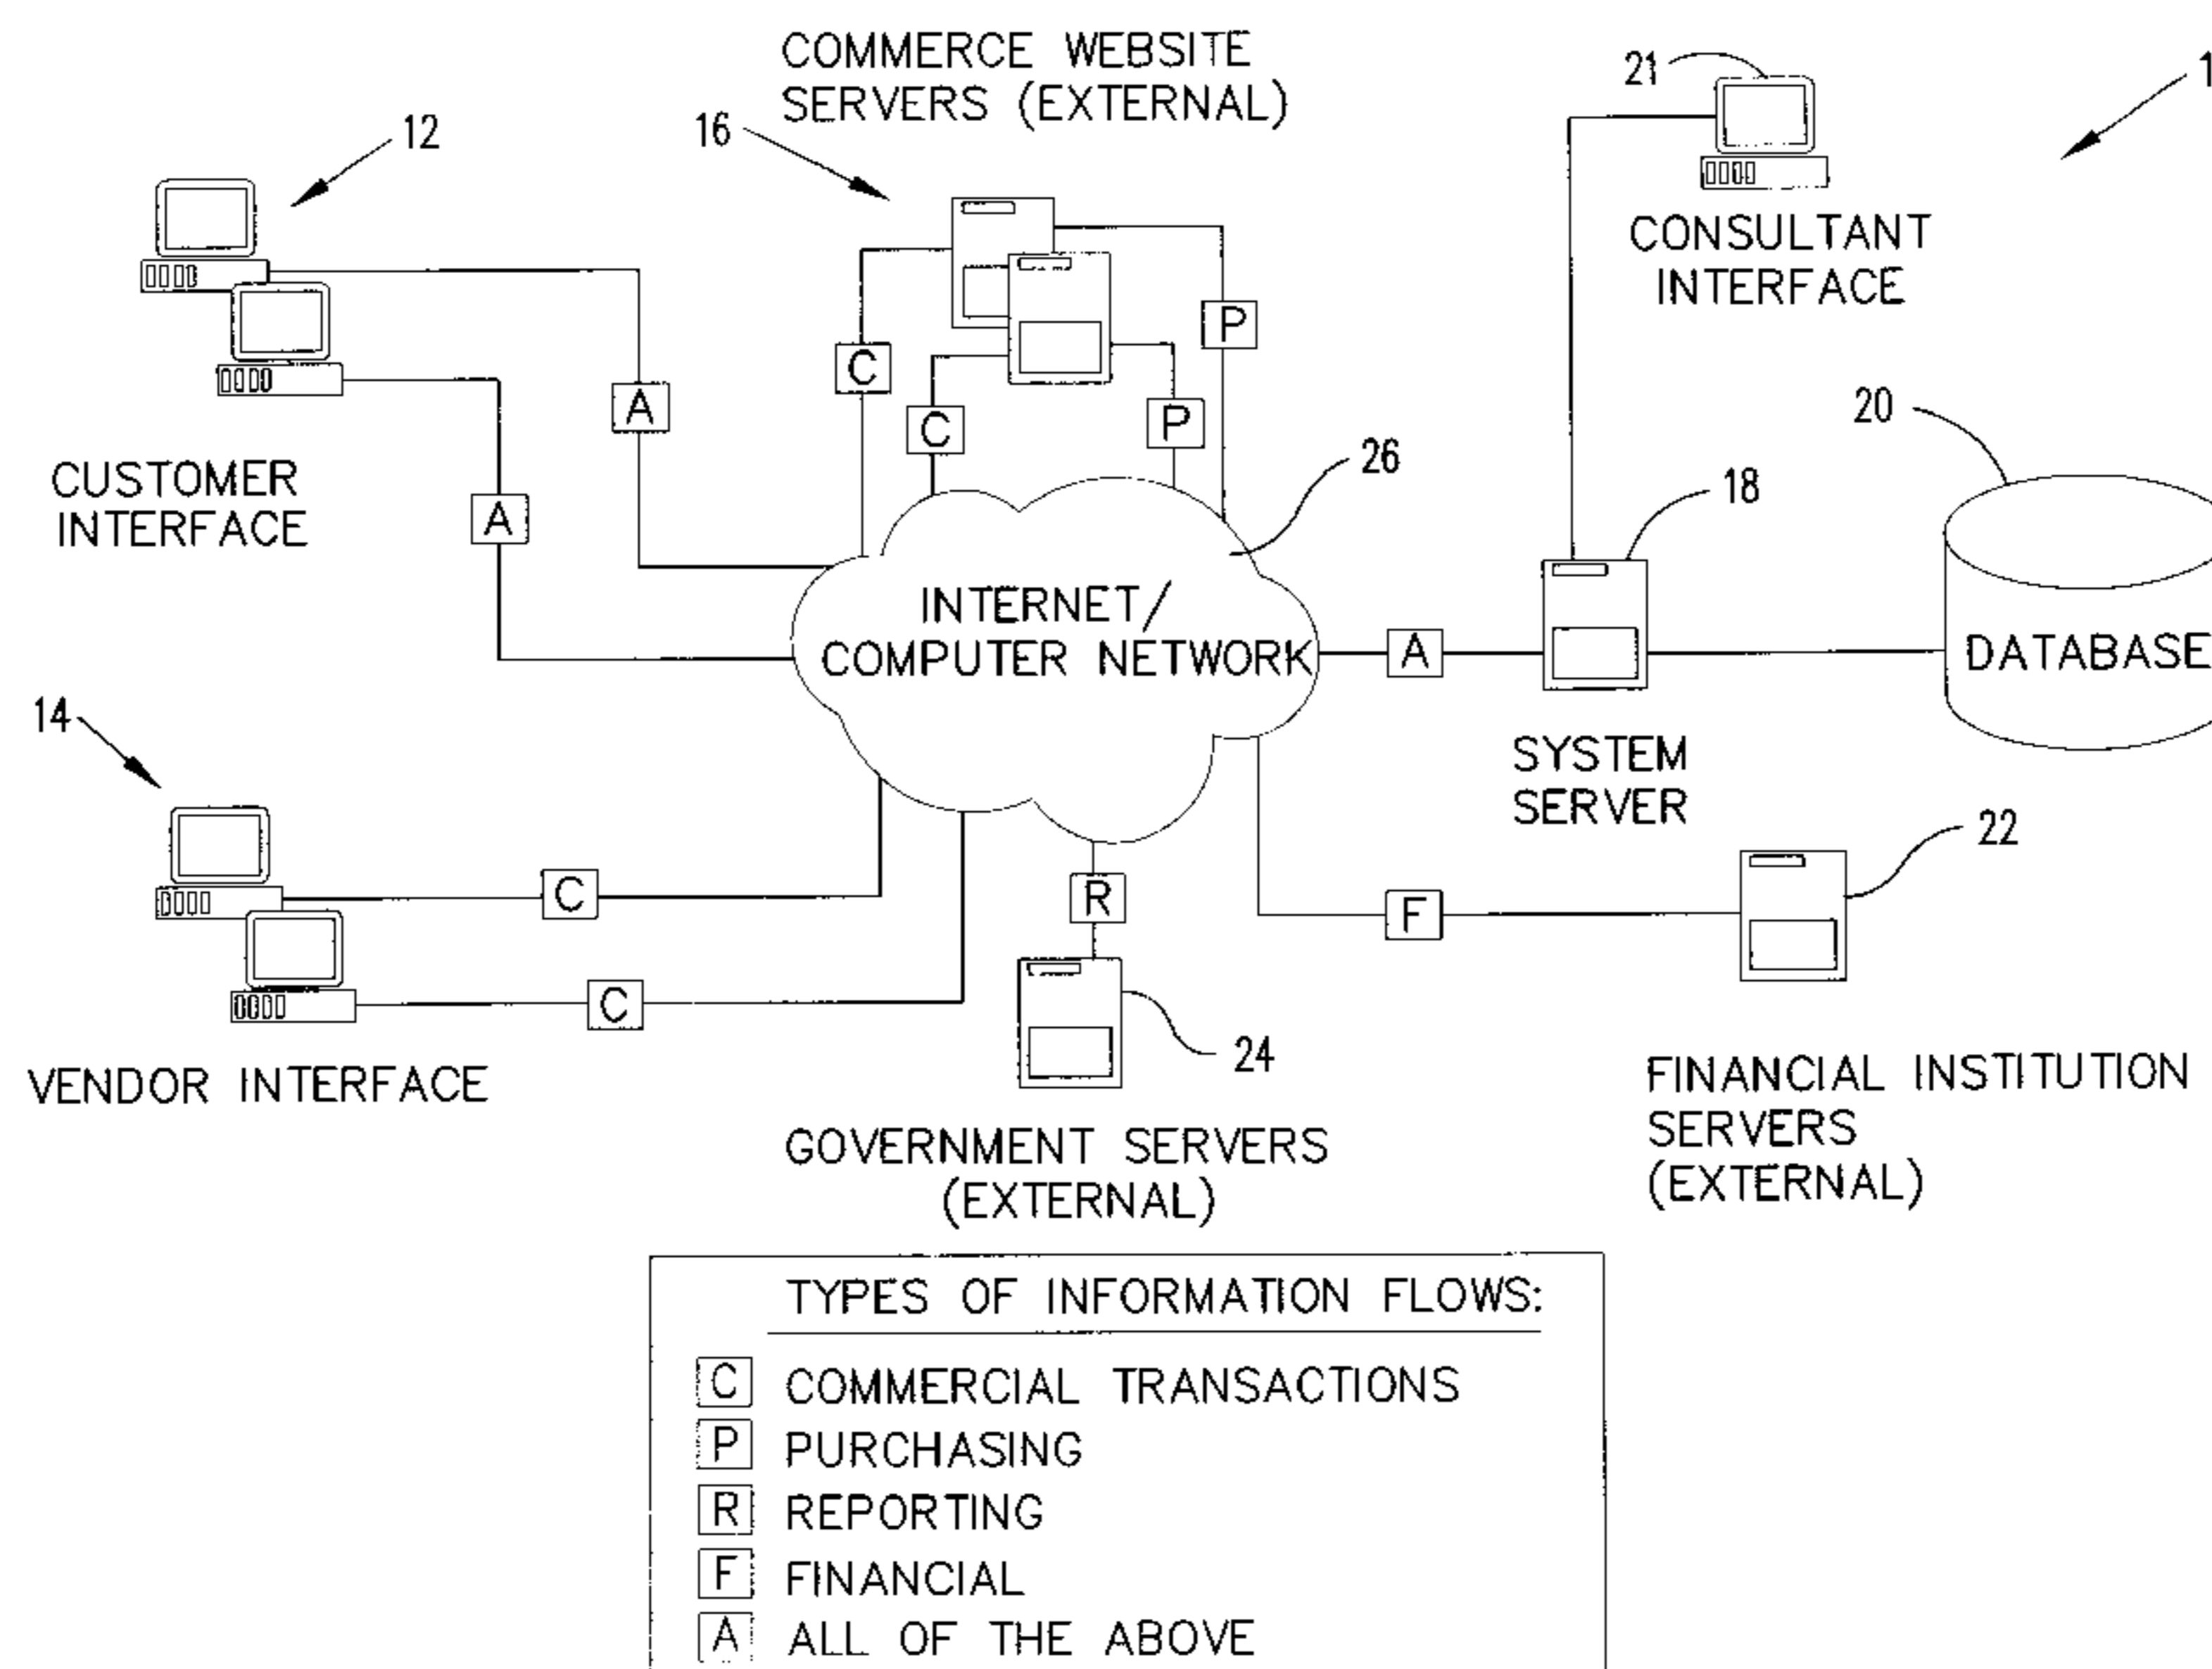 COMMERCE WEBSITE
SERVERS (EXTERNAL)
21
12
16
CONSULTANT
INTERFACE
P
C
A
P
C
20
26
18
CUSTOMER
INTERFACE
A
INTERNET/
COMPUTER NETWORK
A
DATABASE
14
SYSTEM
SERVER
22
C
R
F
C
24
VENDOR INTERFACE
FINANCIAL INSTITUTION
SERVERS
(EXTERNAL)
GOVERNMENT SERVERS
(EXTERNAL)
TYPES OF INFORMATION FLOWS:
C COMMERCIAL TRANSACTIONS
P PURCHASING
R REPORTING
F FINANCIAL
A ALL OF THE ABOVE